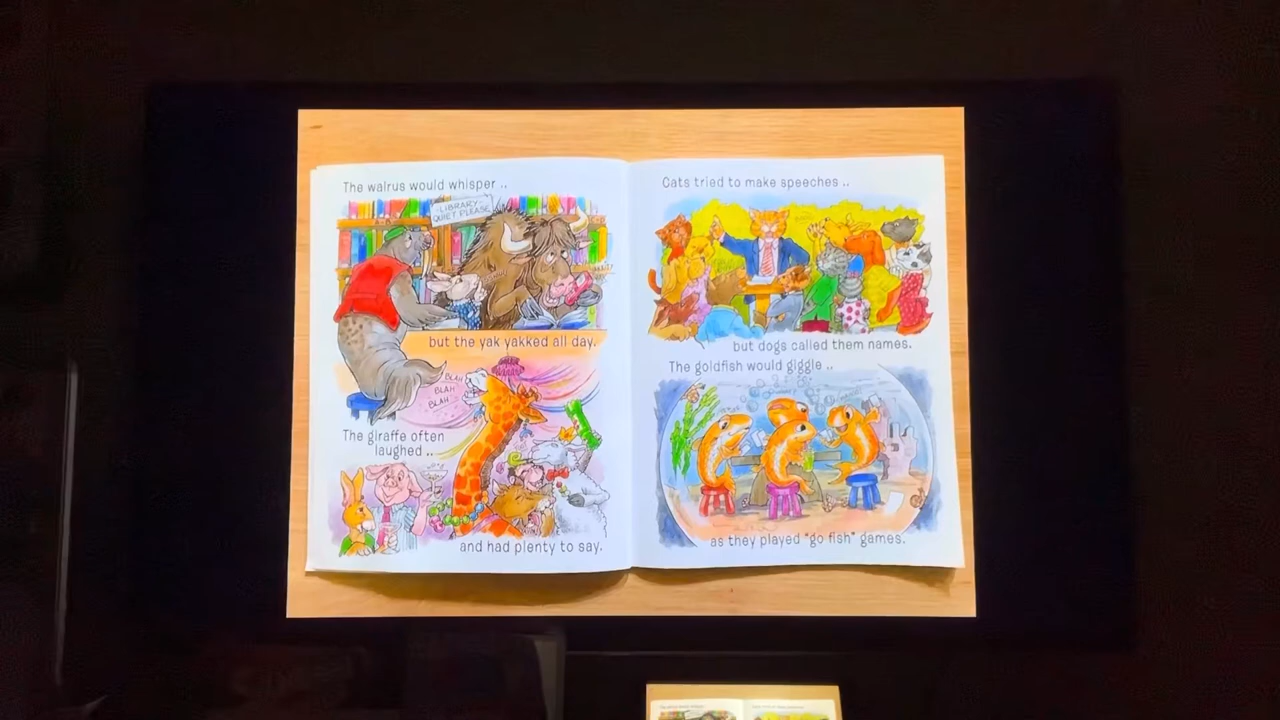 The walrus would whisper ..
-LIBRARY-
QUIET PLEASE
but the yak yakked all day.
BLAH
BLAH
BLAH
The giraffe often
laughed ..
and had plenty to say.
Cats tried to make speeches ..
but dogs called them names.
The goldfish would giggle ..
as they played "go fish" games.